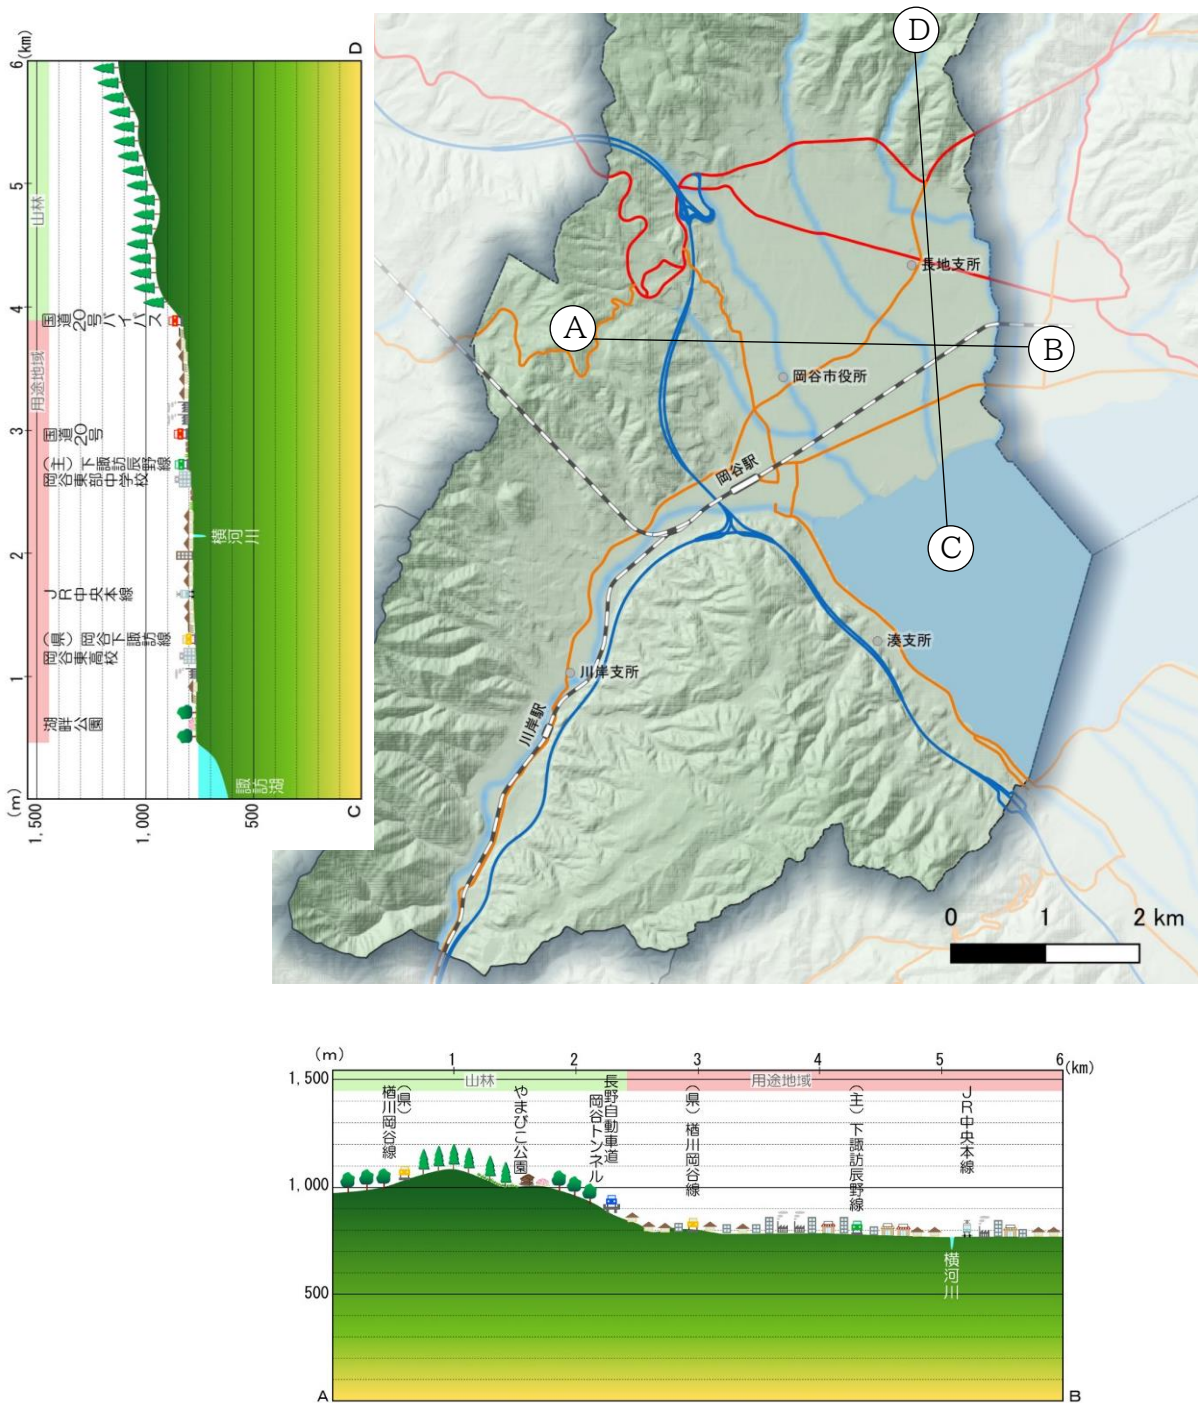 D
6
(km)
5
4
3
2
1
(m)
1,500
1,000
500
C
山林
用途地域
国道20号バイパス
国道20号
(主)下諏訪辰野線
岡谷東部中学校
横河川
JR中央本線
(県)岡谷下諏訪線
岡谷東高校
湖畔公園
諏訪湖
D
長地支所
A
B
岡谷市役所
岡谷駅
C
湊支所
川岸支所
川岸駅
0 1 2 km
(m) 1 2 3 4 5 6 (km)
1,500
1,000
500
山林
用途地域
(県)
楢川岡谷線
やまびこ公園
長野自動車道
岡谷トンネル
(県)楢川岡谷線
(主)下諏訪辰野線
JR中央本線
横河川
A
B